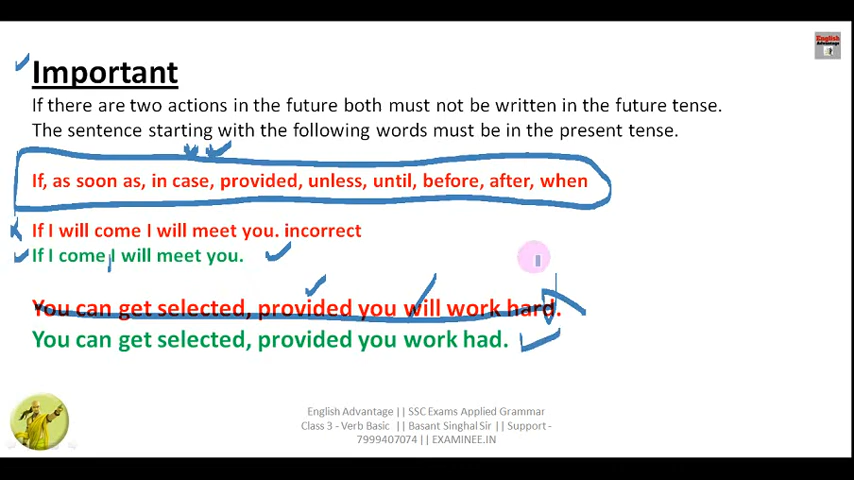 English
Advantage
Important
If there are two actions in the future both must not be written in the future tense.
The sentence starting with the following words must be in the present tense.
If, as soon as, in case, provided, unless, until, before, after, when
If I will come I will meet you. incorrect
If I come I will meet you.
You can get selected, provided you will work hard.
You can get selected, provided you work had.
English Advantage || SSC Exams Applied Grammar
Class 3 - Verb Basic || Basant Singhal Sir || Support -
7999407074 || EXAMINEE.IN